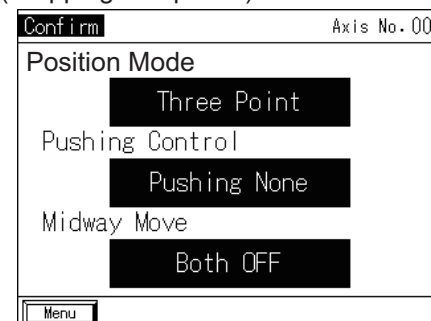 Confirm Axis No. 00
Position Mode
Three Point
Pushing Control
Pushing None
Midway Move
Both OFF
Menu